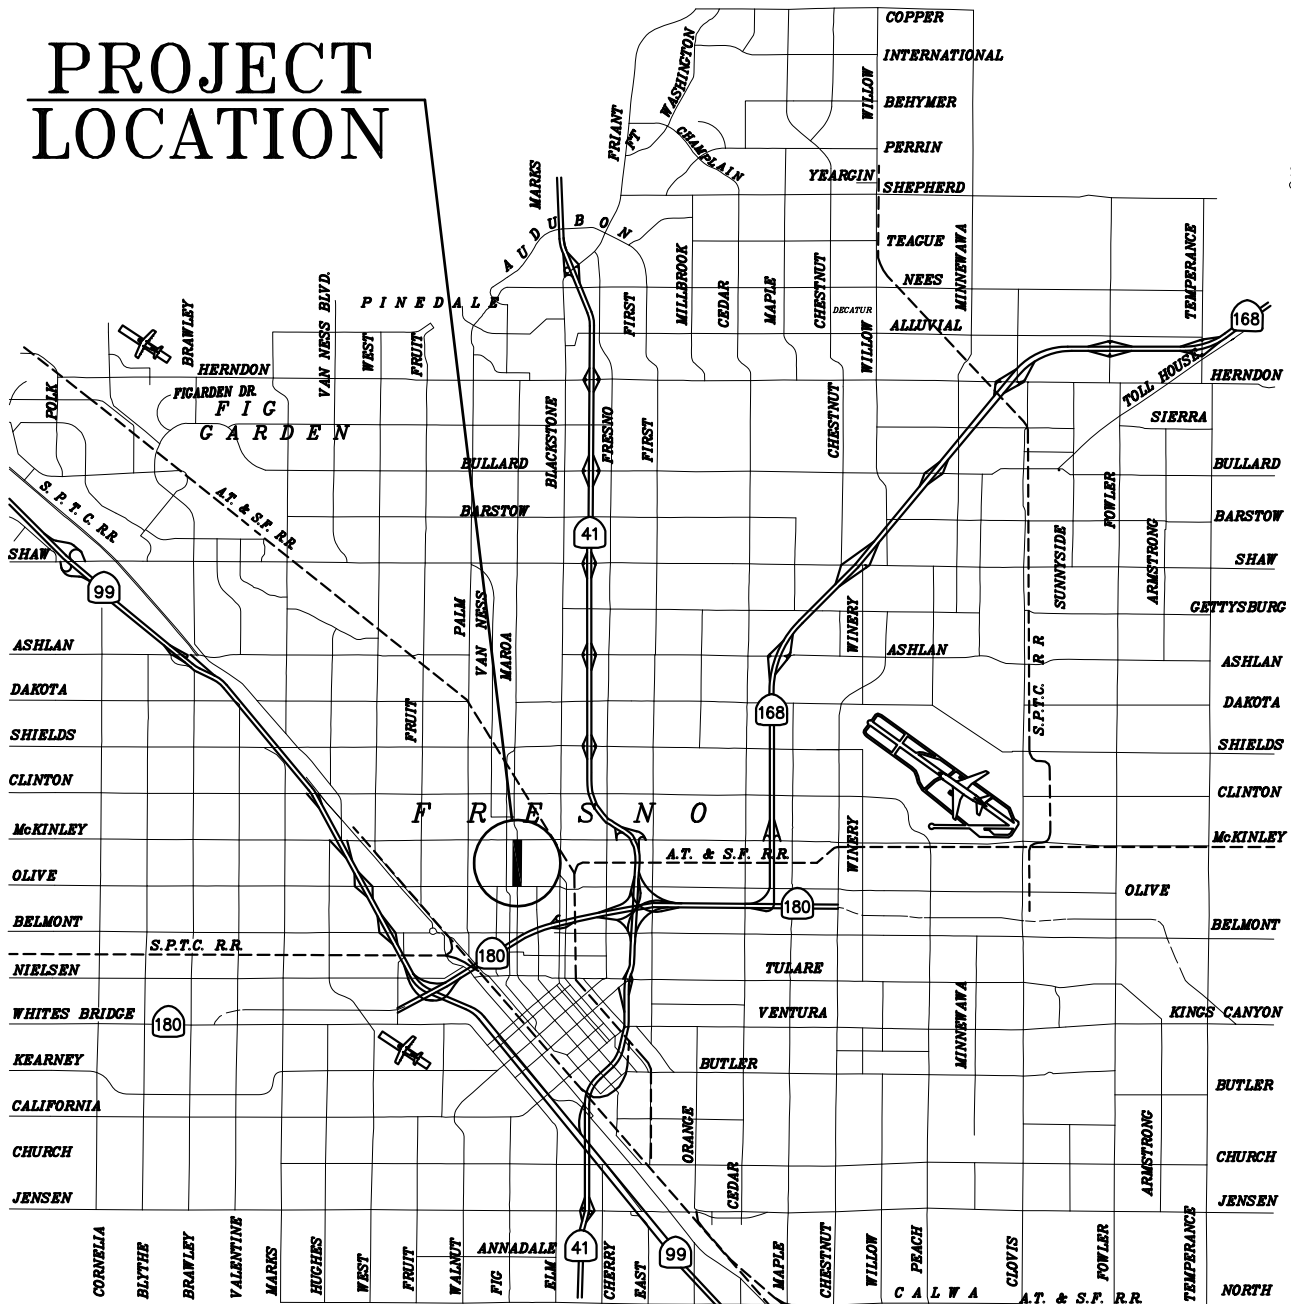 PROJECT
LOCATION
COPPER
INTERNATIONAL
WASHINGTON
WILLOW
BEHYMER
FRIANT
FT
CHAMPLAIN
PERRIN
YEARGIN
SHEPHERD
MARKS
AUDUBON
TEAGUE
NEES
MINNEWAWA
TEMPERANCE
MILLBROOK
CEDAR
MAPLE
CHESTNUT
DECATUR
WILLOW
ALLUVIAL
168
PINEDALE
FIRST
BRAWLEY
VAN NESS BLVD.
WEST
FRUIT
HERNDON
TOLL HOUSE
HERNDON
FIGARDEN DR.
POLK
FIG
GARDEN
SIERRA
BLACKSTONE
FRESNO
FIRST
CHESTNUT
BULLARD
BULLARD
S.P.T.C. RR.
A.T. & S.F. RR.
BARSTOW
FOWLER
BARSTOW
41
SHAW
SUNNYSIDE
ARMSTRONG
SHAW
99
PALM
VAN NESS
MAROA
WINERY
GETTYSBURG
ASHLAN
ASHLAN
ASHLAN
S.P.T.C. R R
DAKOTA
FRUIT
168
DAKOTA
SHIELDS
SHIELDS
CLINTON
CLINTON
FRESNO
McKINLEY
WINERY
McKINLEY
A.T. & S.F. R.R.
OLIVE
OLIVE
180
BELMONT
BELMONT
S.P.T.C. R.R.
180
NIELSEN
TULARE
WHITES BRIDGE
180
VENTURA
MINNEWAWA
KINGS CANYON
KEARNEY
BUTLER
BUTLER
CALIFORNIA
ORANGE
CEDAR
ARMSTRONG
CHURCH
CHURCH
JENSEN
JENSEN
CORNELIA
BLYTHE
BRAWLEY
VALENTINE
MARKS
HUGHES
WEST
FRUIT
WALNUT
ANNADALE
FIG
ELM
41
CHERRY
EAST
99
MAPLE
CHESTNUT
WILLOW
PEACH
CLOVIS
FOWLER
TEMPERANCE
CALWA
A.T. & S.F. R.R.
NORTH